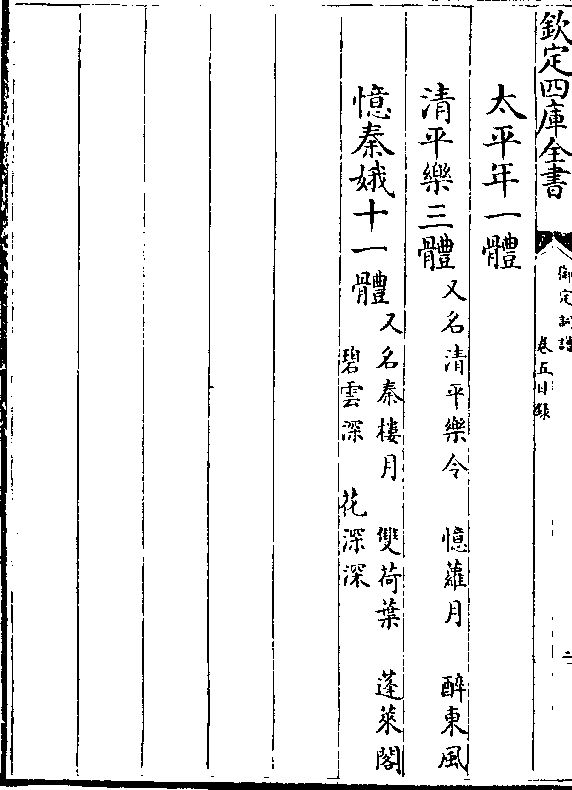 欽定四庫全書
御定詞譜
卷五目錄
二
太平年一體
清平樂三體 又名清平樂令 憶蘿月 醉東風
憶秦娥十一體 又名秦樓月 雙荷葉 蓬萊閣
碧雲深 花深深